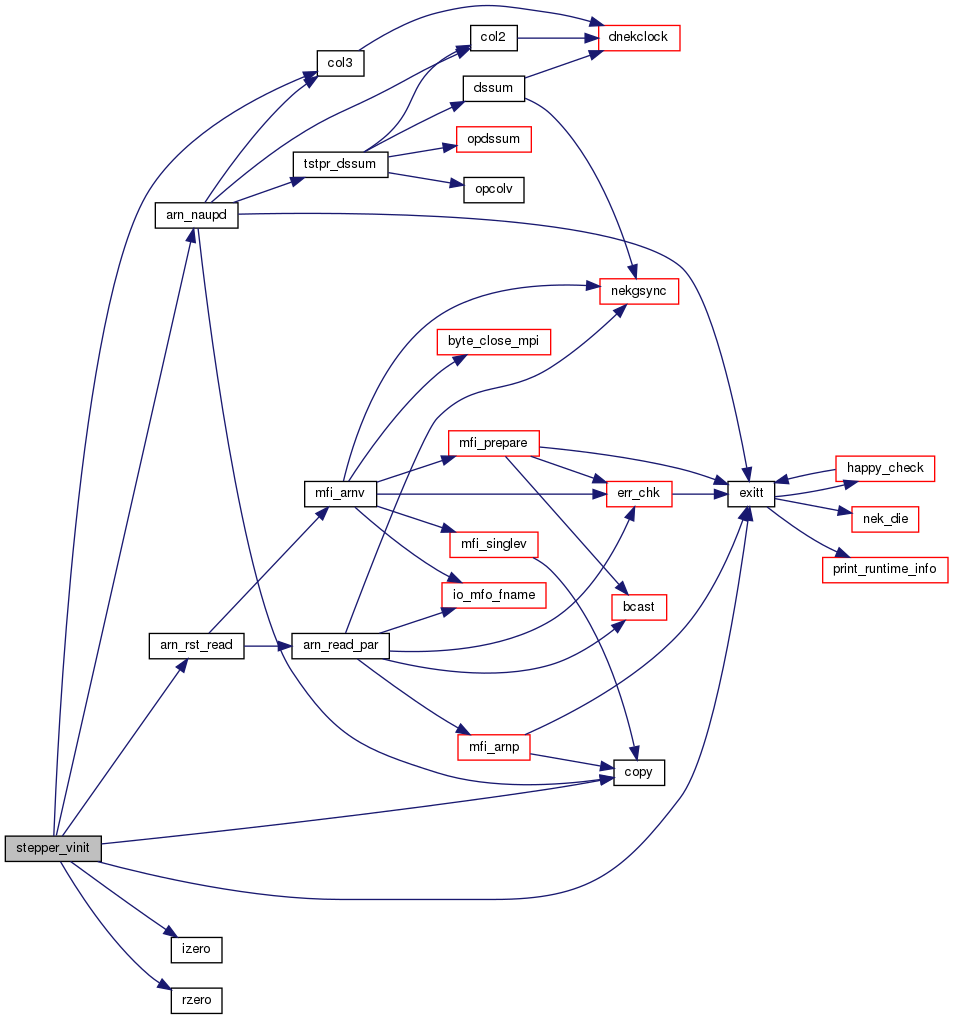 col2
dnekclock
col3
dssum
opdssum
tstpr_dssum
opcolv
arn_naupd
nekgsync
byte_close_mpi
mfi_prepare
happy_check
mfi_arnv
err_chk
exitt
nek_die
mfi_singlev
print_runtime_info
io_mfo_fname
bcast
arn_rst_read
arn_read_par
mfi_arnp
copy
stepper_vinit
izero
rzero